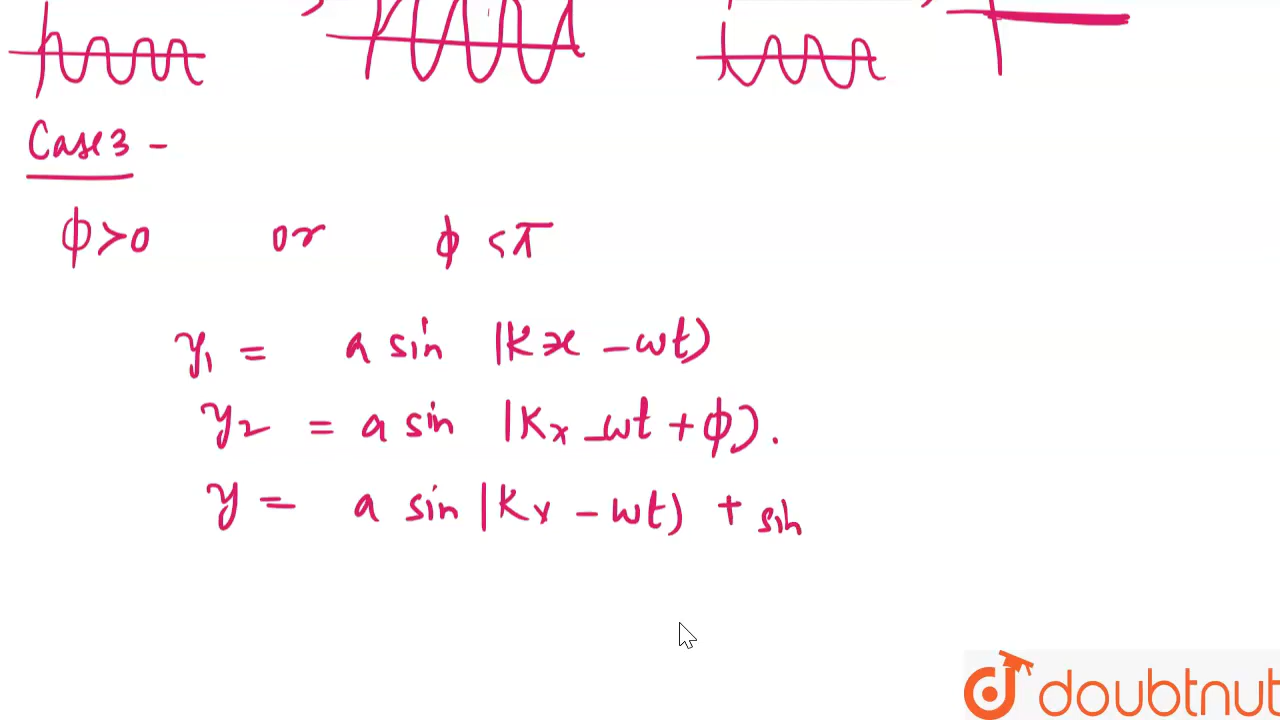 Case 3 -
ϕ>0 or ϕ <π
y₁ = a sin |Kx -ωt)
y₂ = a sin |Kx -ωt +ϕ).
y = a sin |Kx - ωt) + sin
doubtnut